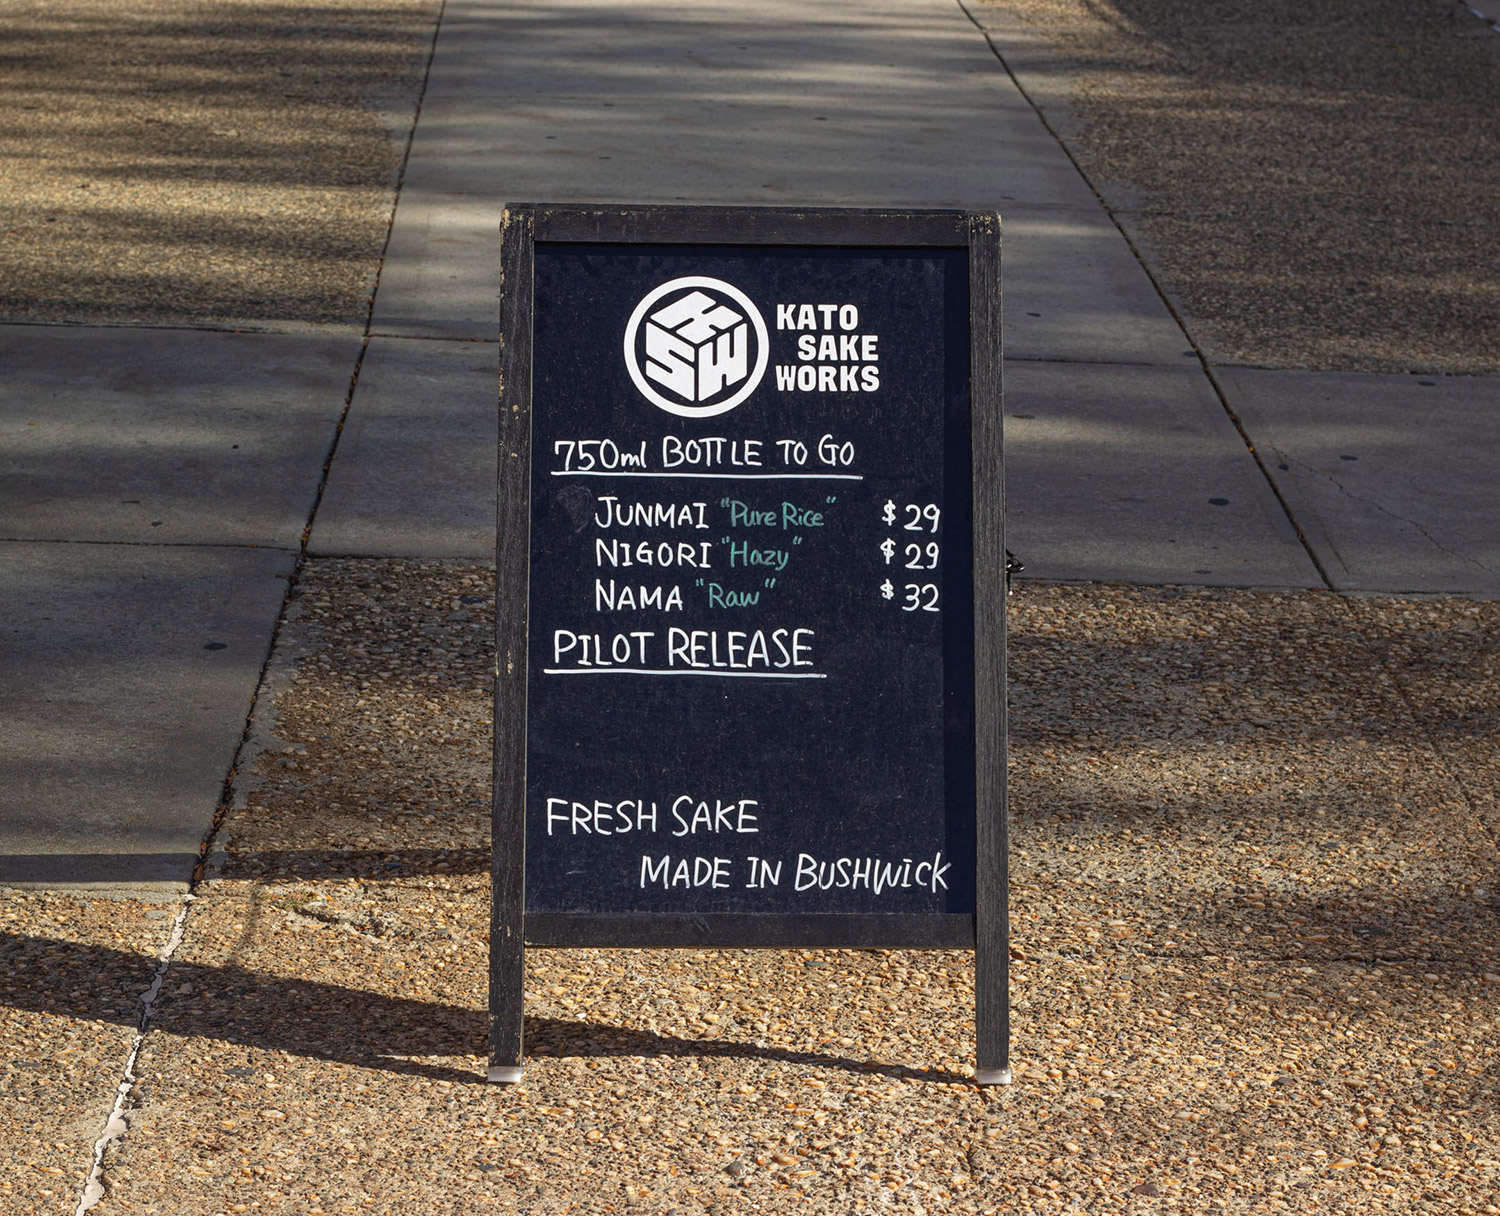 KSW
KATO
SAKE
WORKS
750ml BOTTLE TO GO
JUNMAI "Pure Rice" $29
NIGORI "Hazy" $29
NAMA "Raw" $32
PILOT RELEASE
FRESH SAKE
MADE IN BUSHWICK